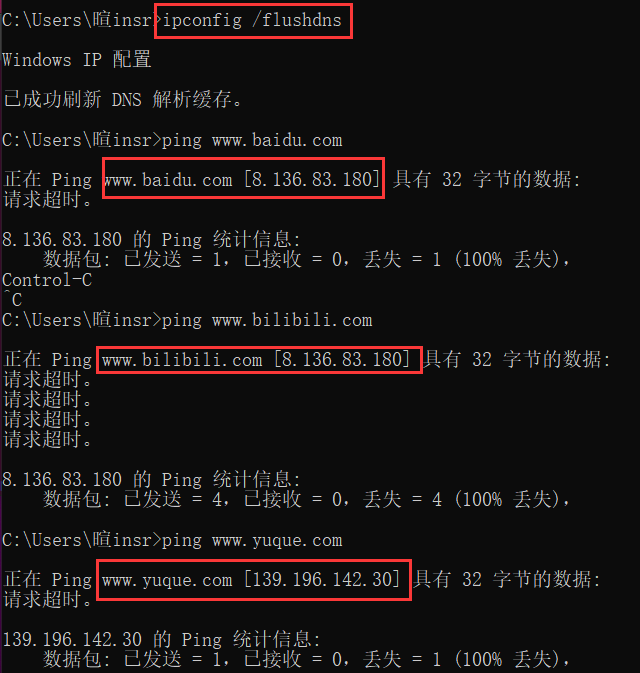 C:\Users\暄insr>ipconfig /flushdns
Windows IP 配置
已成功刷新 DNS 解析缓存。
C:\Users\暄insr>ping www.baidu.com
正在 Ping www.baidu.com [8.136.83.180] 具有 32 字节的数据:
请求超时。
8.136.83.180 的 Ping 统计信息:
    数据包: 已发送 = 1，已接收 = 0，丢失 = 1 (100% 丢失)，
Control-C
^C
C:\Users\暄insr>ping www.bilibili.com
正在 Ping www.bilibili.com [8.136.83.180] 具有 32 字节的数据:
请求超时。
请求超时。
请求超时。
请求超时。
8.136.83.180 的 Ping 统计信息:
    数据包: 已发送 = 4，已接收 = 0，丢失 = 4 (100% 丢失)，
C:\Users\暄insr>ping www.yuque.com
正在 Ping www.yuque.com [139.196.142.30] 具有 32 字节的数据:
请求超时。
139.196.142.30 的 Ping 统计信息:
    数据包: 已发送 = 1，已接收 = 0，丢失 = 1 (100% 丢失)，